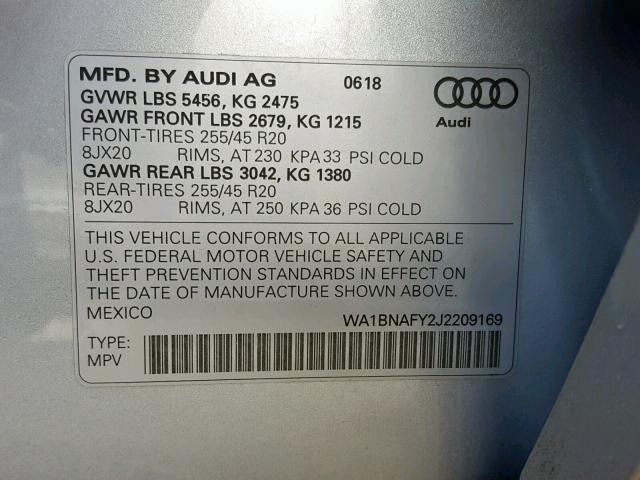 MFD. BY AUDI AG 0618
GVWR LBS 5456, KG 2475
GAWR FRONT LBS 2679, KG 1215
FRONT-TIRES 255/45 R20
8JX20 RIMS, AT 230 KPA 33 PSI COLD
GAWR REAR LBS 3042, KG 1380
REAR-TIRES 255/45 R20
8JX20 RIMS, AT 250 KPA 36 PSI COLD
Audi
THIS VEHICLE CONFORMS TO ALL APPLICABLE
U.S. FEDERAL MOTOR VEHICLE SAFETY AND
THEFT PREVENTION STANDARDS IN EFFECT ON
THE DATE OF MANUFACTURE SHOWN ABOVE.
MEXICO WA1BNAFY2J2209169
TYPE:
MPV